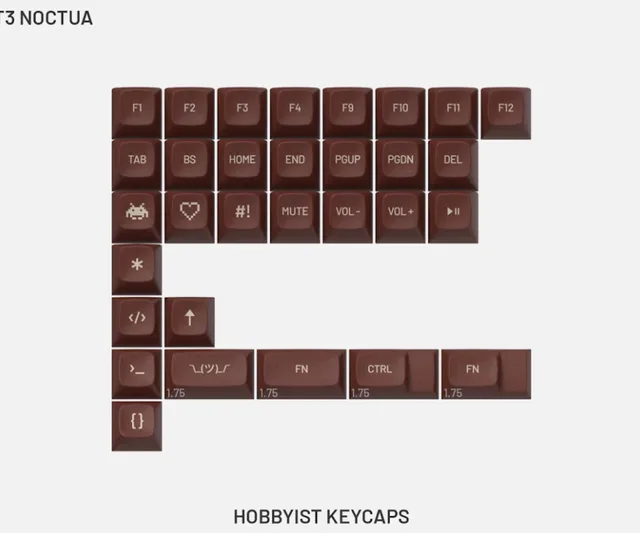 T3 NOCTUA
F1 F2 F3 F4 F9 F10 F11 F12
TAB BS HOME END PGUP PGDN DEL
#! MUTE VOL- VOL+
*
</> ↑
>_ ¯\_(ツ)_/¯ FN CTRL FN
1.75 1.75 1.75 1.75
{}
HOBBYIST KEYCAPS